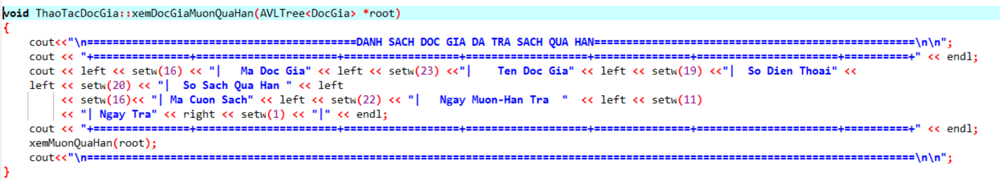 void ThaoTacDocGia::xemDocGiaMuonQuaHan(AVLTree<DocGia> *root)
{
    cout<<"\n==========================================DANH SACH DOC GIA DA TRA SACH QUA HAN==================================================\n\n";
    cout << "+===============+======================+==================+===================+===============+======================+==========+" << endl;
    cout << left << setw(16) << "|   Ma Doc Gia" << left << setw(23) <<"|    Ten Doc Gia" << left << setw(19) <<"|  So Dien Thoai" <<
    left << setw(20) << "|  So Sach Qua Han " << left
         << setw(16)<< "| Ma Cuon Sach" << left << setw(22) << "|   Ngay Muon-Han Tra  "  << left << setw(11)
         << "| Ngay Tra" << right << setw(1) << "|" << endl;
    cout << "+===============+======================+==================+===================+===============+======================+==========+" << endl;
    xemMuonQuaHan(root);
    cout<<"\n=================================================================================================================================\n\n";
}